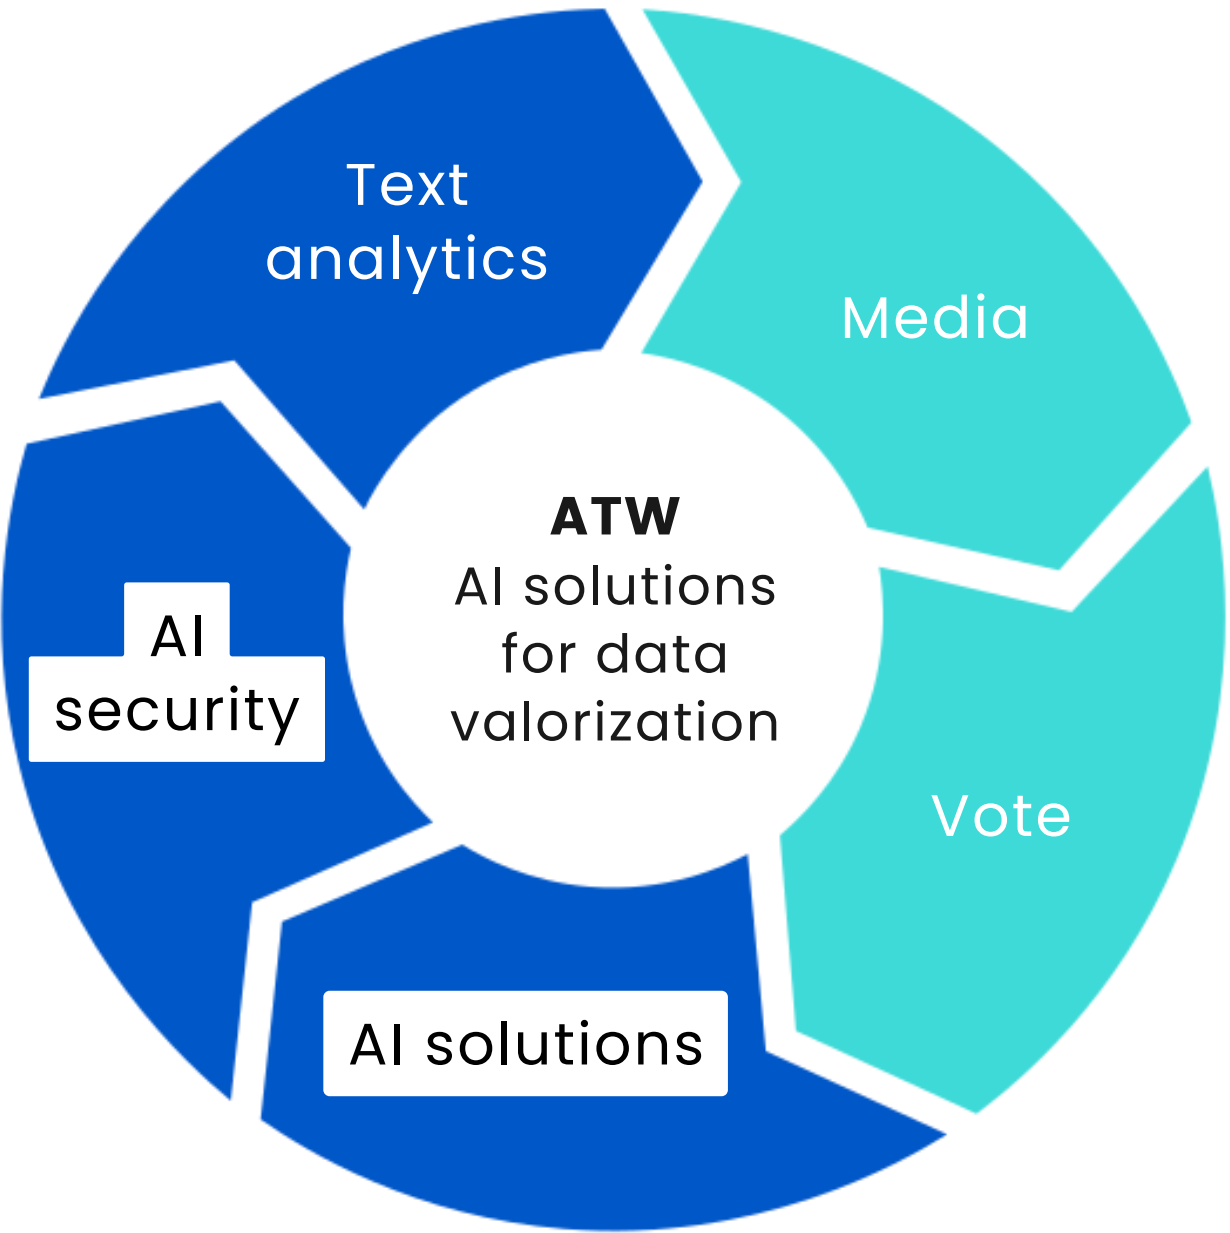 Text
analytics
Media
ATW
AI solutions
for data
valorization
AI
security
Vote
AI solutions